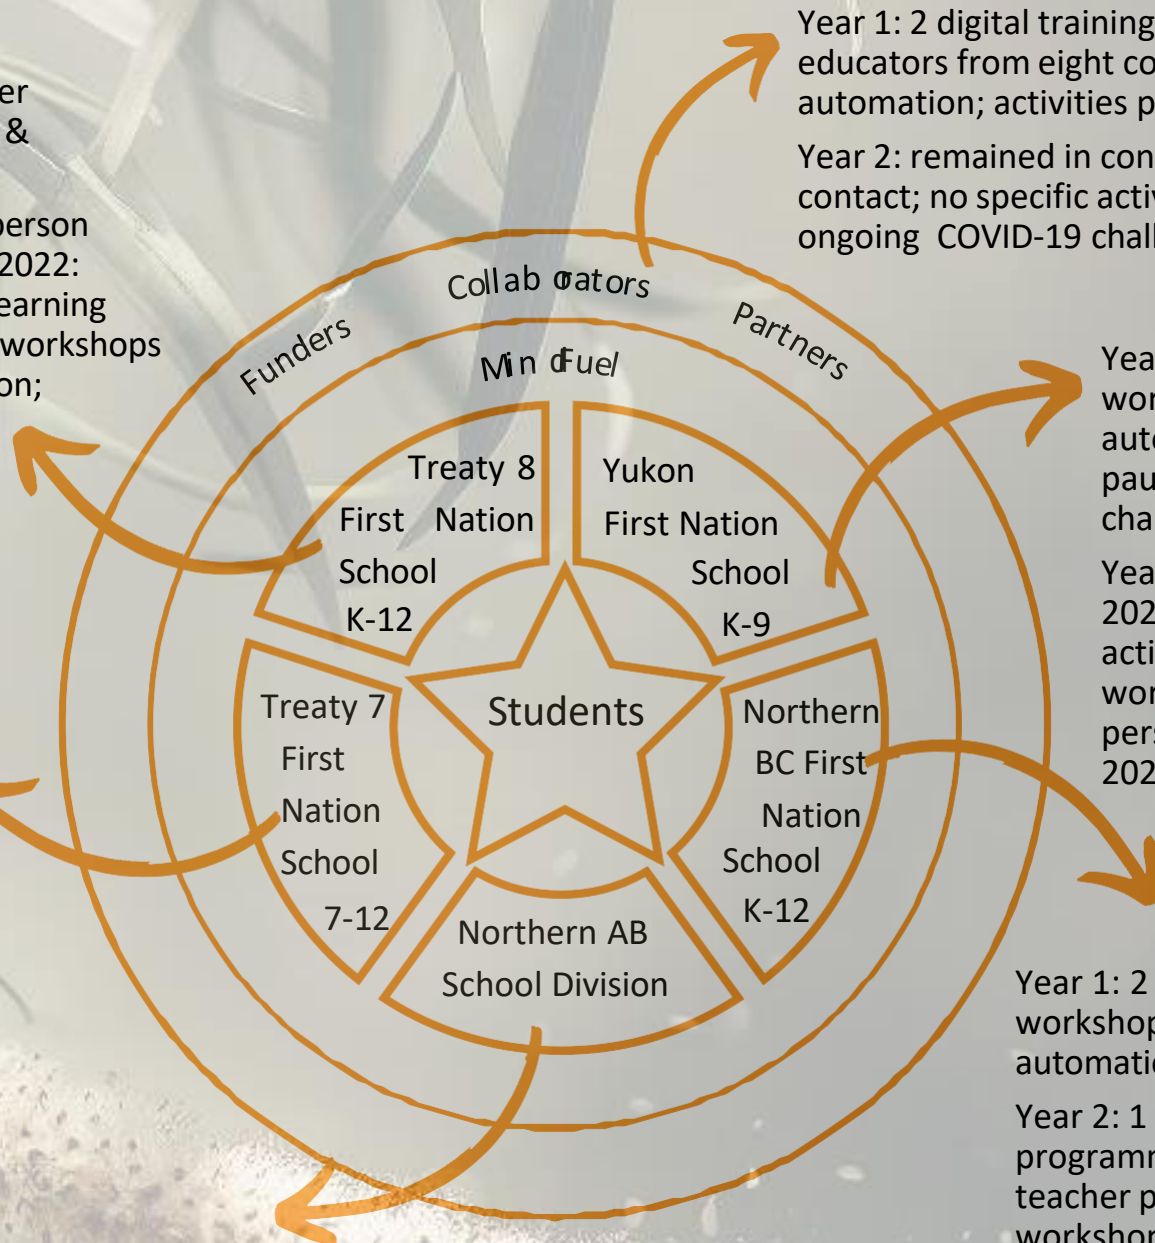 Year 1: 2 digital training
educators from eight co
automation; activities p
Year 2: remained in con
contact; no specific activ
ongoing COVID-19 chall
er
&
person
2022:
earning
workshops
on;
Collaborators
Funders
Partners
MindFuel
Treaty 8
First Nation
School
K-12
Yukon
First Nation
School
K-9
Yea
wor
auto
pau
cha
Yea
202
acti
wor
pers
202
Treaty 7
First
Nation
School
7-12
Students
Northern
BC First
Nation
School
K-12
Northern AB
School Division
Year 1: 2
workshop
automatio
Year 2: 1
programm
teacher p
workshop